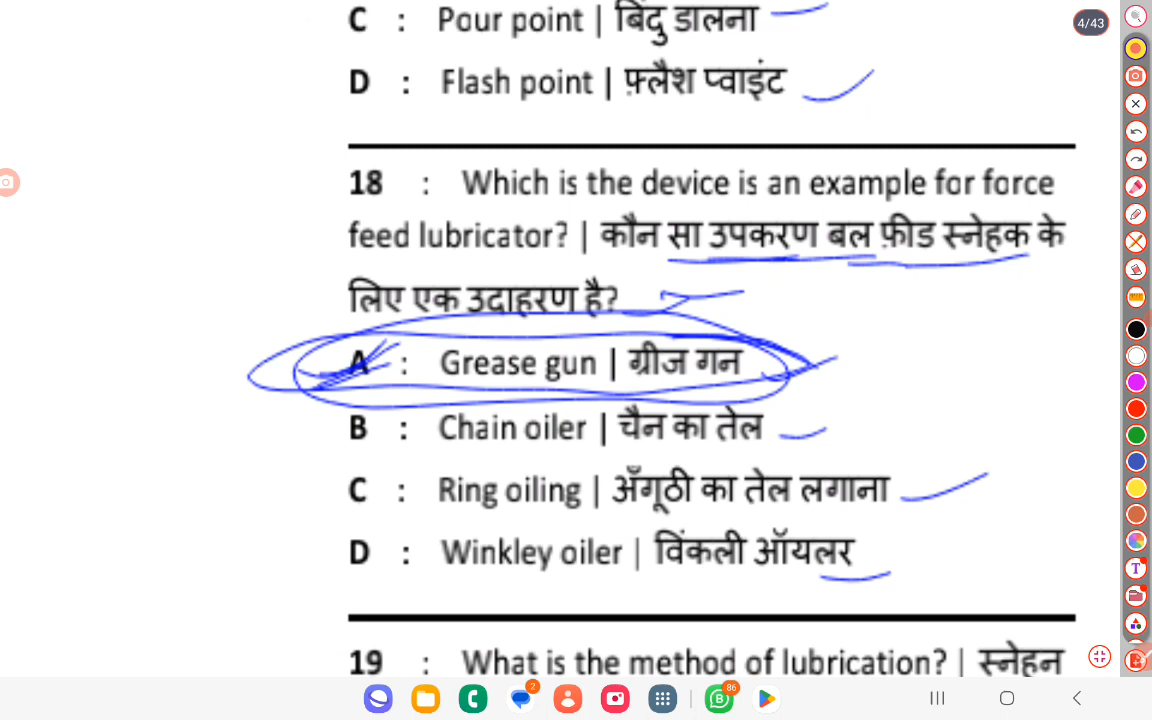 C : Pour point | बिंदु डालना
4/43
D : Flash point | फ़्लैश प्वाइंट
18 : Which is the device is an example for force
feed lubricator? | कौन सा उपकरण बल फ़ीड स्नेहक के
लिए एक उदाहरण है?
A : Grease gun | ग्रीज गन
B : Chain oiler | चैन का तेल
C : Ring oiling | अँगूठी का तेल लगाना
D : Winkley oiler | विंकली ऑयलर
19 : What is the method of lubrication? | स्नेहन
T
2
86
B